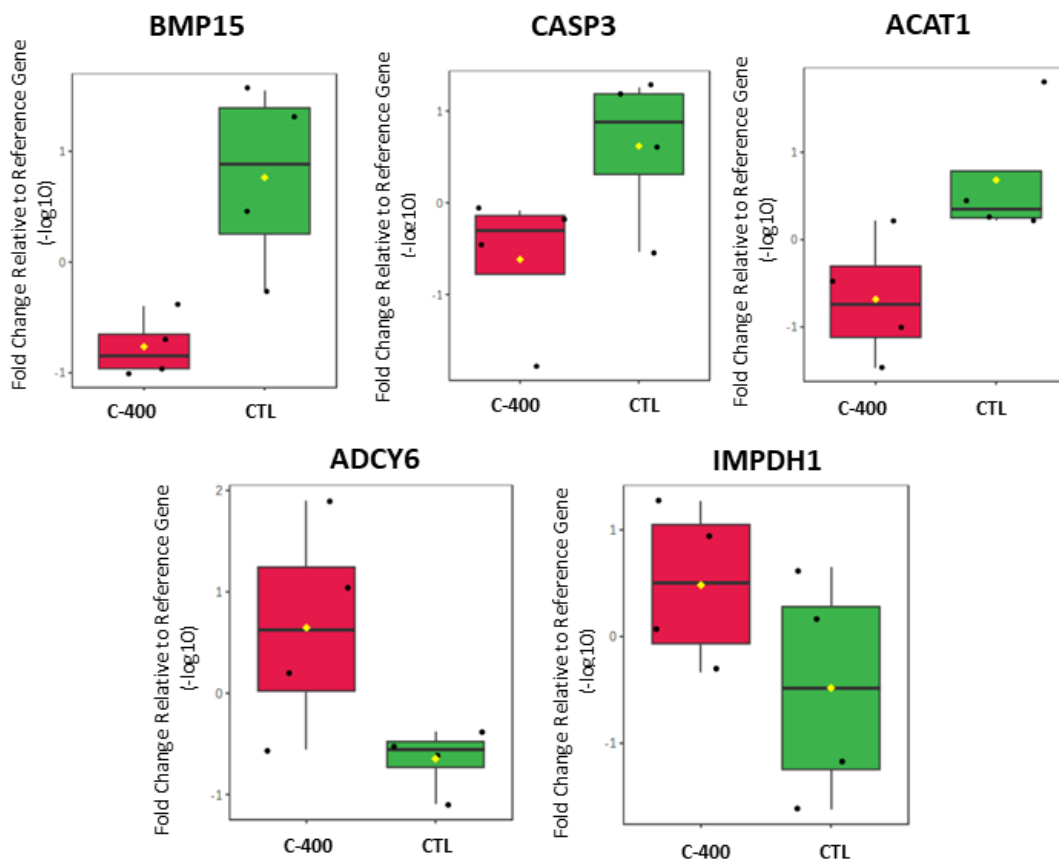 BMP15
CASP3
ACAT1
Fold Change Relative to Reference Gene
(-log10)
1
0
-1
C-400
CTL
Fold Change Relative to Reference Gene
(-log10)
1
0
-1
C-400
CTL
Fold Change Relative to Reference Gene
(-log10)
1
0
-1
C-400
CTL
ADCY6
IMPDH1
Fold Change Relative to Reference Gene
(-log10)
2
1
0
-1
C-400
CTL
Fold Change Relative to Reference Gene
(-log10)
1
0
-1
C-400
CTL